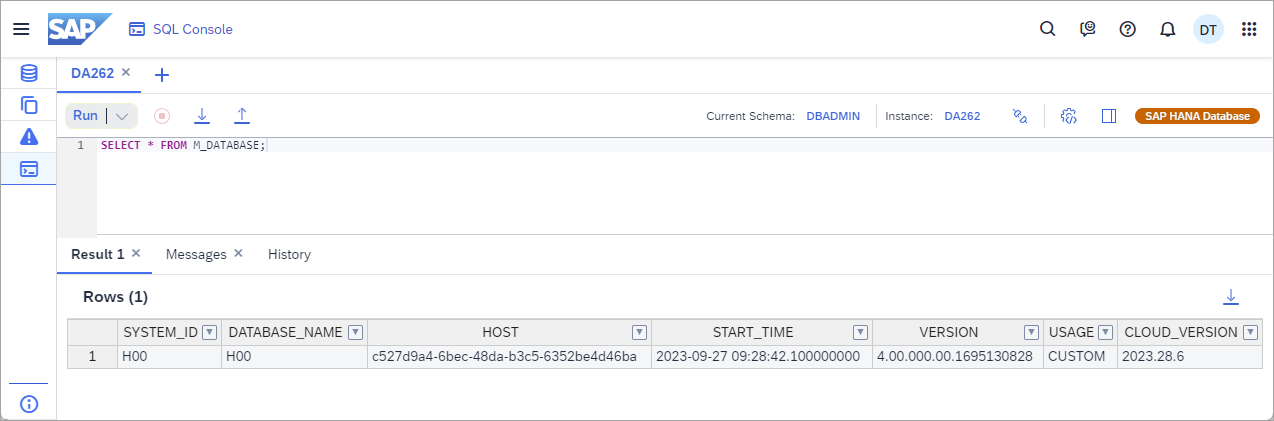 SAP SQL Console DT
DA262
Run Current Schema: DBADMIN Instance: DA262 SAP HANA Database
1 SELECT * FROM M_DATABASE;
Result 1 Messages History
Rows (1)
SYSTEM_ID DATABASE_NAME HOST START_TIME VERSION USAGE CLOUD_VERSION
1 H00 H00 c527d9a4-6bec-48da-b3c5-6352be4d46ba 2023-09-27 09:28:42.100000000 4.00.000.00.1695130828 CUSTOM 2023.28.6